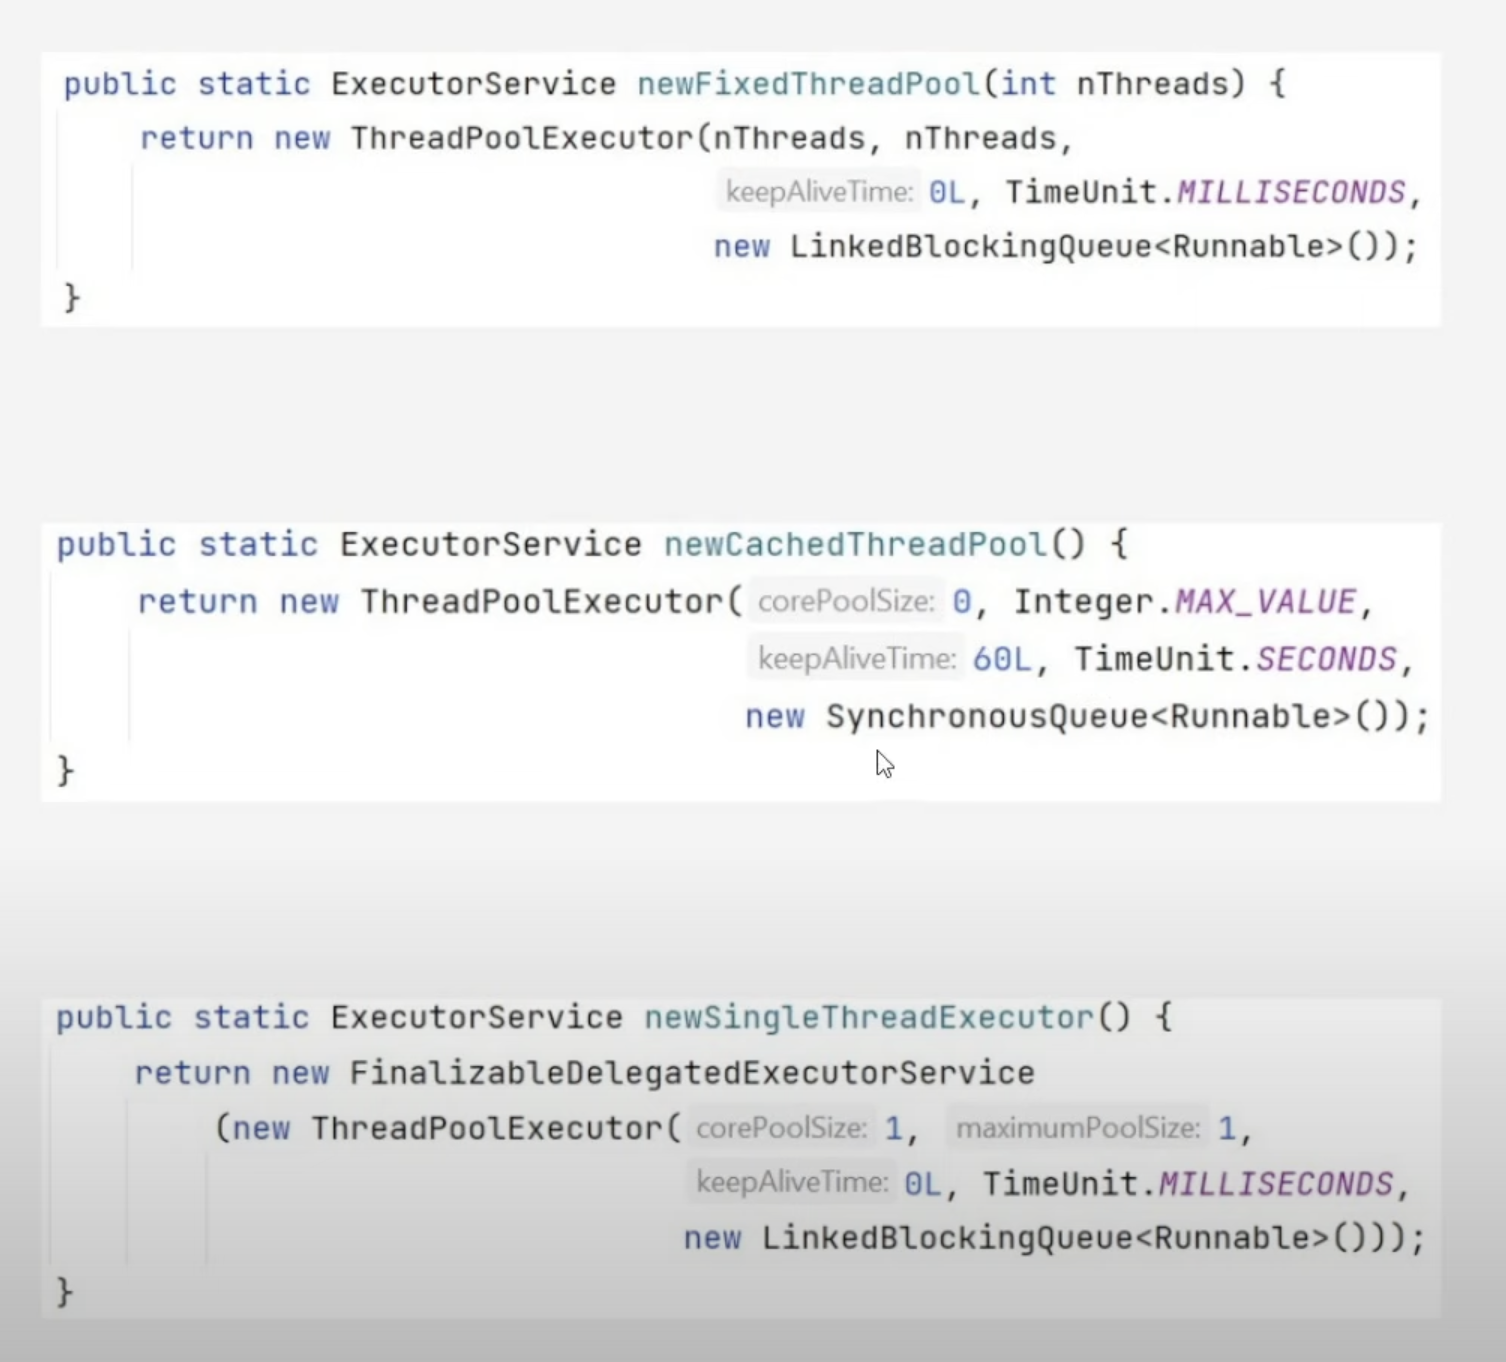 public static ExecutorService newFixedThreadPool(int nThreads) {
return new ThreadPoolExecutor(nThreads, nThreads,
keepAliveTime: 0L, TimeUnit.MILLISECONDS,
new LinkedBlockingQueue<Runnable>());
}
public static ExecutorService newCachedThreadPool() {
return new ThreadPoolExecutor( corePoolSize: 0, Integer.MAX_VALUE,
keepAliveTime: 60L, TimeUnit.SECONDS,
new SynchronousQueue<Runnable>());
}
public static ExecutorService newSingleThreadExecutor() {
return new FinalizableDelegatedExecutorService
(new ThreadPoolExecutor( corePoolSize: 1, maximumPoolSize: 1,
keepAliveTime: 0L, TimeUnit.MILLISECONDS,
new LinkedBlockingQueue<Runnable>()));
}